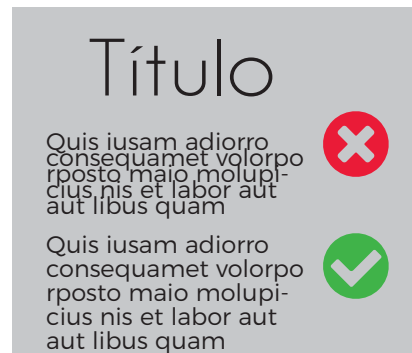 Título
Quis iusam adiorro
consequamet volorpo
rposto maio molupi-
cius nis et labor aut
aut libus quam
Quis iusam adiorro
consequamet volorpo
rposto maio molupi-
cius nis et labor aut
aut libus quam